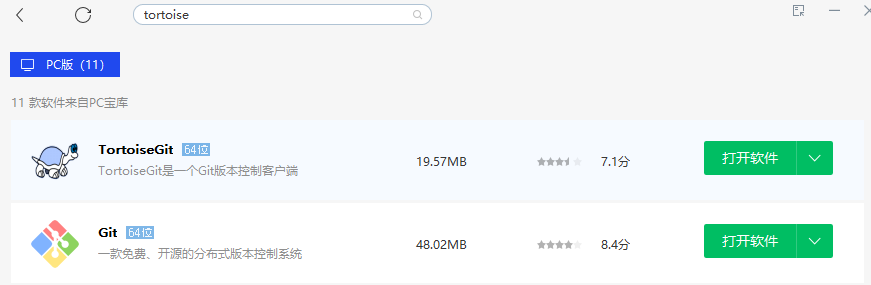 tortoise
PC版（11）
11 款软件来自PC宝库
TortoiseGit 64位
TortoiseGit是一个Git版本控制客户端
19.57MB
7.1分
打开软件
Git 64位
一款免费、开源的分布式版本控制系统
48.02MB
8.4分
打开软件